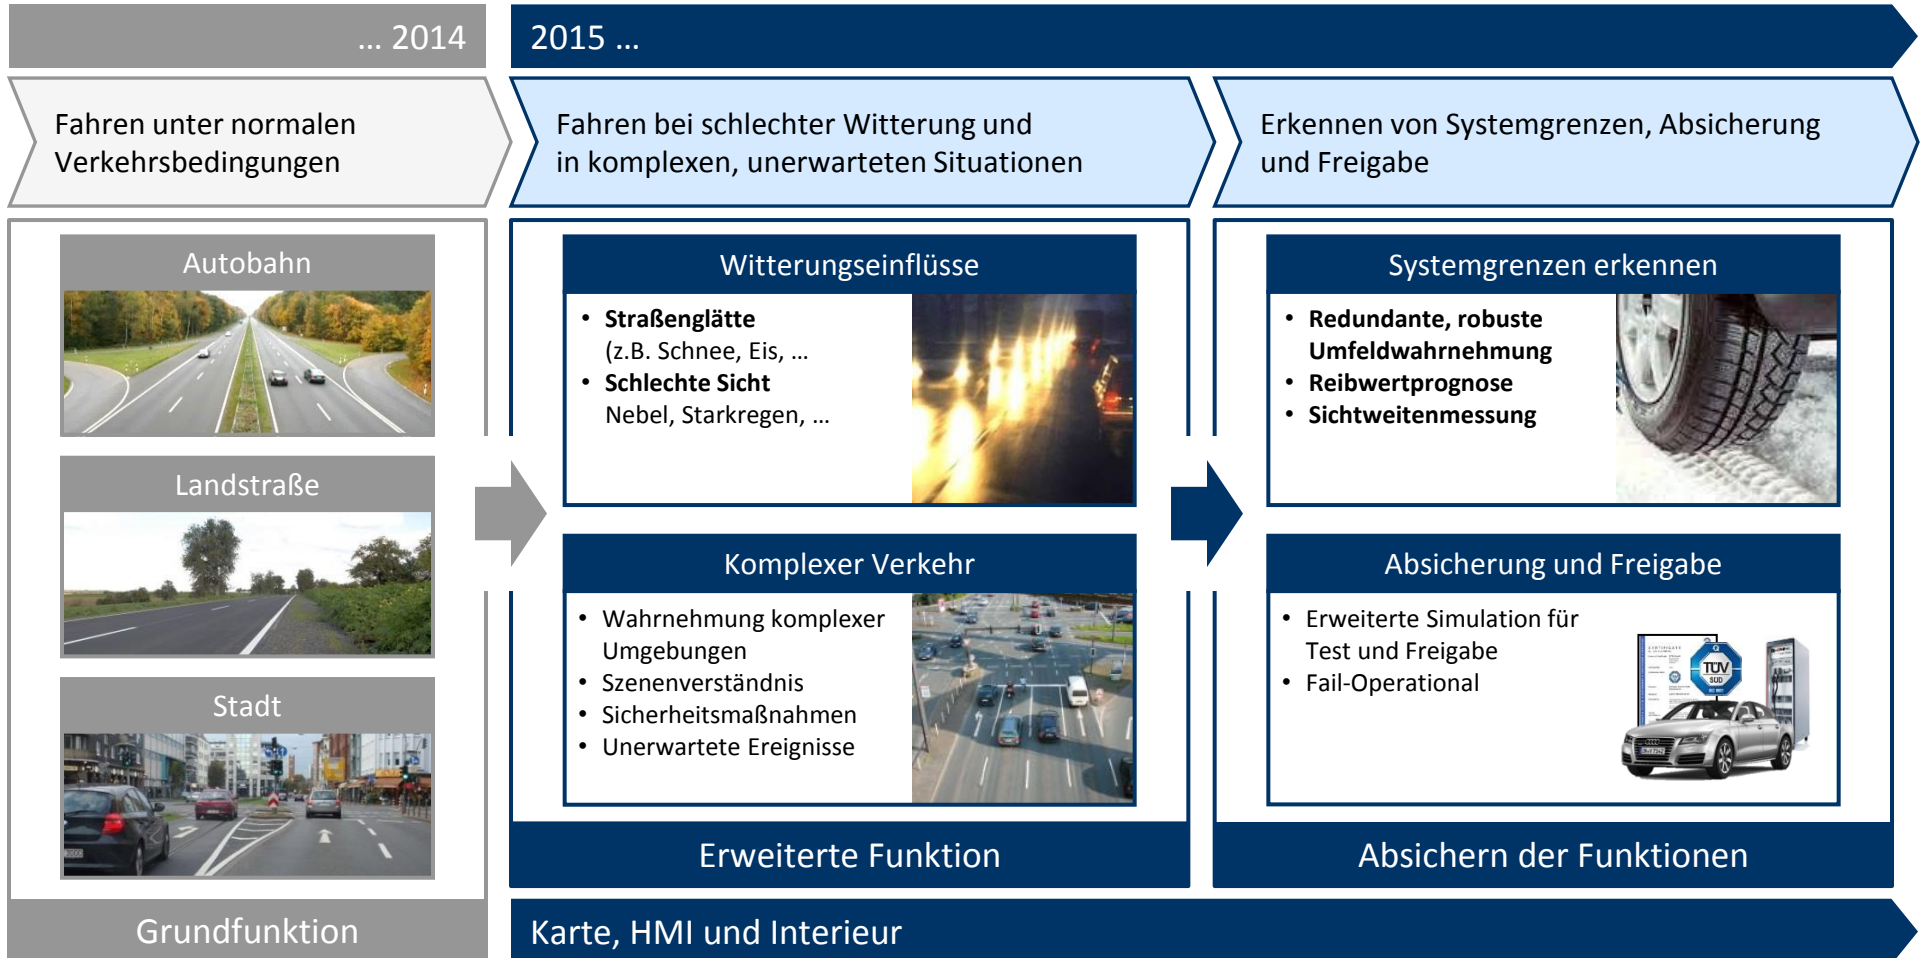 ... 2014
2015 ...
Fahren unter normalen
Verkehrsbedingungen
Fahren bei schlechter Witterung und
in komplexen, unerwarteten Situationen
Erkennen von Systemgrenzen, Absicherung
und Freigabe
Autobahn
Landstraße
Stadt
Grundfunktion
Witterungseinflüsse
• Straßenglätte
(z.B. Schnee, Eis, ...
• Schlechte Sicht
Nebel, Starkregen, ...
Komplexer Verkehr
• Wahrnehmung komplexer
Umgebungen
• Szenenverständnis
• Sicherheitsmaßnahmen
• Unerwartete Ereignisse
Erweiterte Funktion
Systemgrenzen erkennen
• Redundante, robuste
Umfeldwahrnehmung
• Reibwertprognose
• Sichtweitenmessung
Absicherung und Freigabe
• Erweiterte Simulation für
Test und Freigabe
• Fail-Operational
TÜV
SÜD
Absichern der Funktionen
Karte, HMI und Interieur